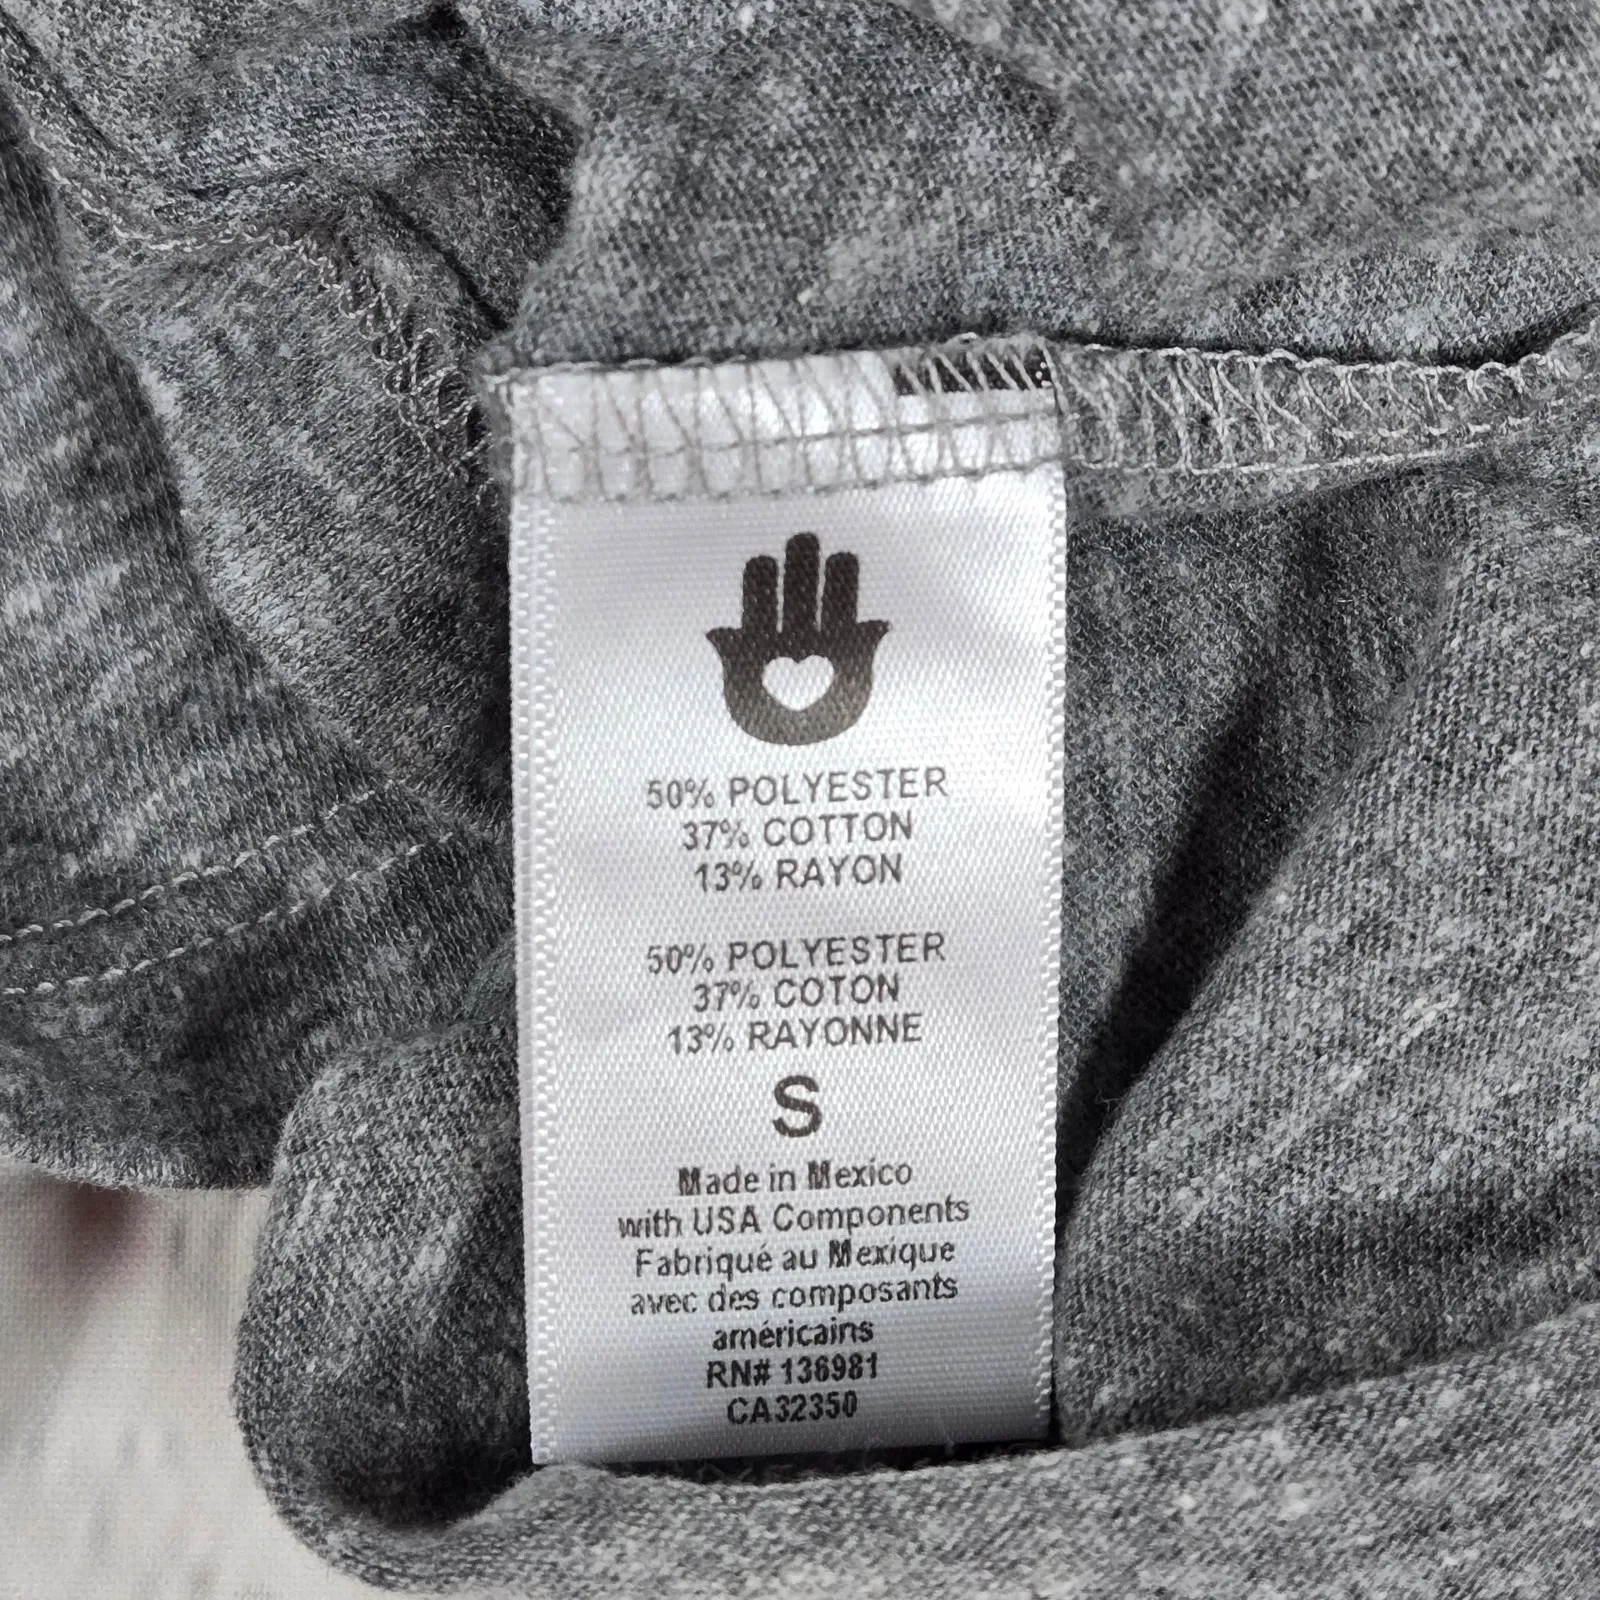 50% POLYESTER
37% COTTON
13% RAYON
50% POLYESTER
37% COTON
13% RAYONNE
S
Made in Mexico
with USA Components
Fabriqué au Mexique
avec des composants
américains
RN# 136981
CA32350